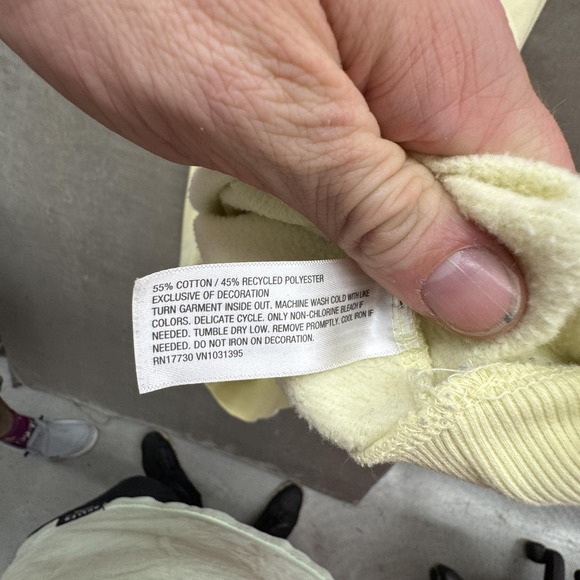 55% COTTON / 45% RECYCLED POLYESTER
EXCLUSIVE OF DECORATION
TURN GARMENT INSIDE OUT. MACHINE WASH COLD WITH LIKE
COLORS. DELICATE CYCLE. ONLY NON-CHLORINE BLEACH IF
NEEDED. TUMBLE DRY LOW. REMOVE PROMPTLY. COOL IRON IF
NEEDED. DO NOT IRON ON DECORATION.
RN17730 VN1031395